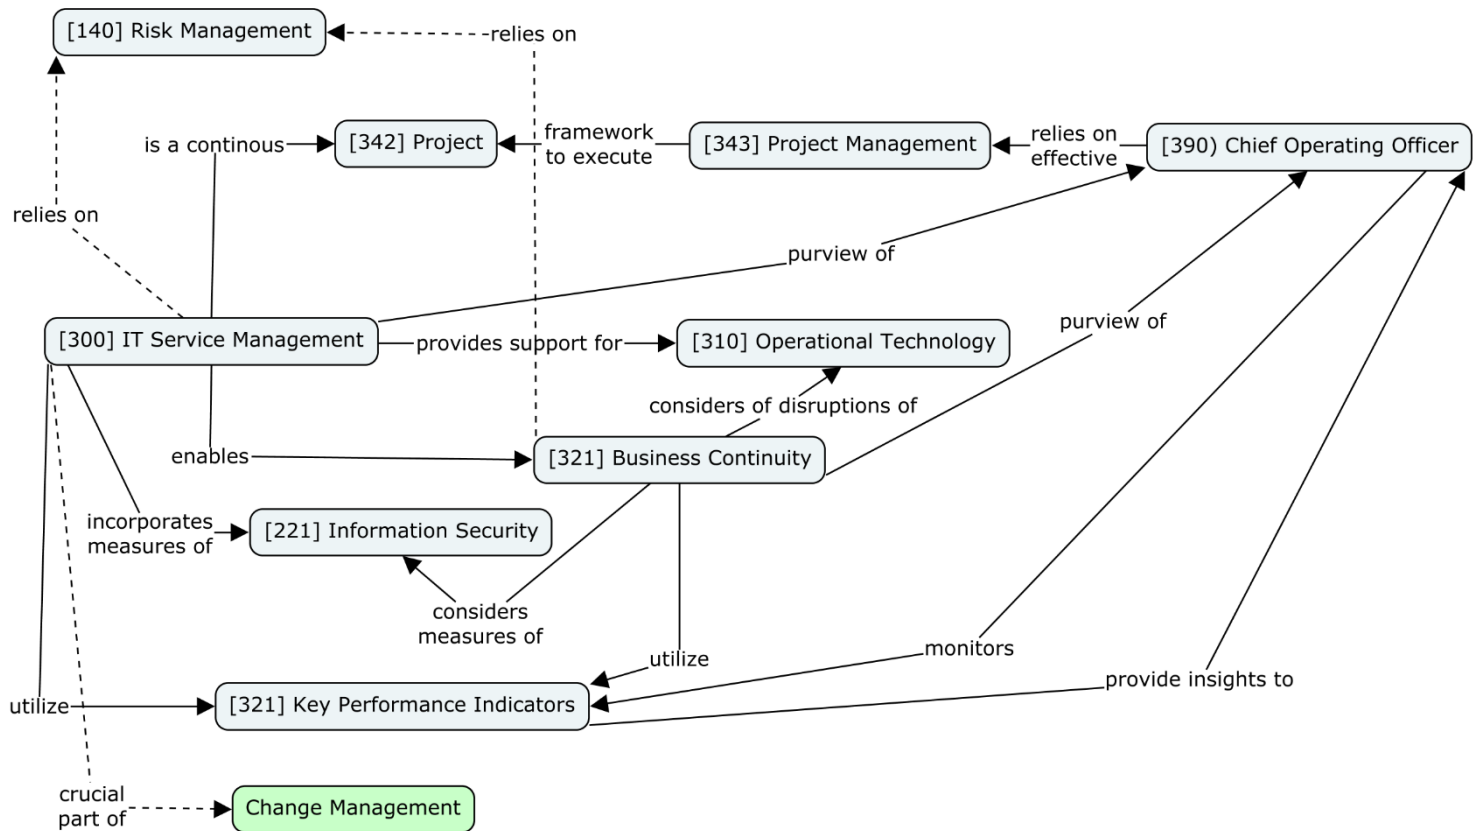 [140] Risk Management
relies on
is a continous
[342] Project
framework
to execute
[343] Project Management
relies on
effective
[390) Chief Operating Officer
relies on
purview of
[300] IT Service Management
provides support for
[310] Operational Technology
purview of
considers of disruptions of
enables
[321] Business Continuity
incorporates
measures of
[221] Information Security
considers
measures of
utilize
monitors
provide insights to
utilize
[321] Key Performance Indicators
crucial
part of
Change Management